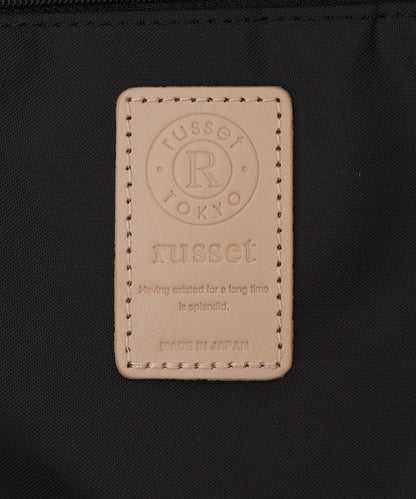 russet
R
TOKYO
russet
Having existed for a long time
is splendid.
MADE IN JAPAN